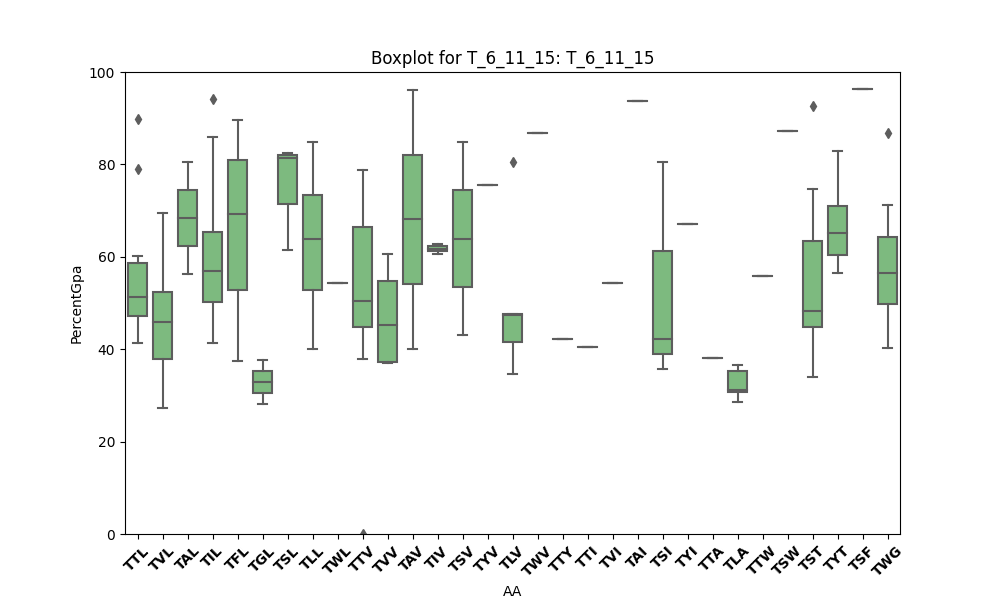 Boxplot for T_6_11_15: T_6_11_15
100
80
60
40
20
0
PercentGpa
TTL TVL TAL TIL TFL TGL TSL TLL TWL TTV TVV TAV TIV TSV TYV TLV TWV TTY TTI TVI TAI TSI TYI TTA TLA TTW TSW TST TYT TSF TWG
AA